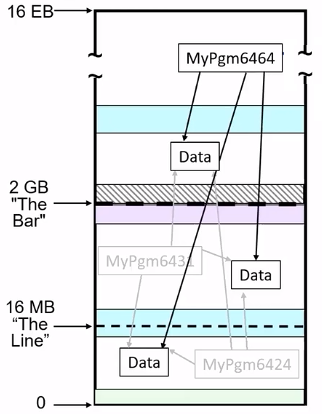 16 EB
MyPgm6464
Data
2 GB
"The
Bar"
MyPgm6431
Data
16 MB
“The
Line”
Data
MyPgm6424
0